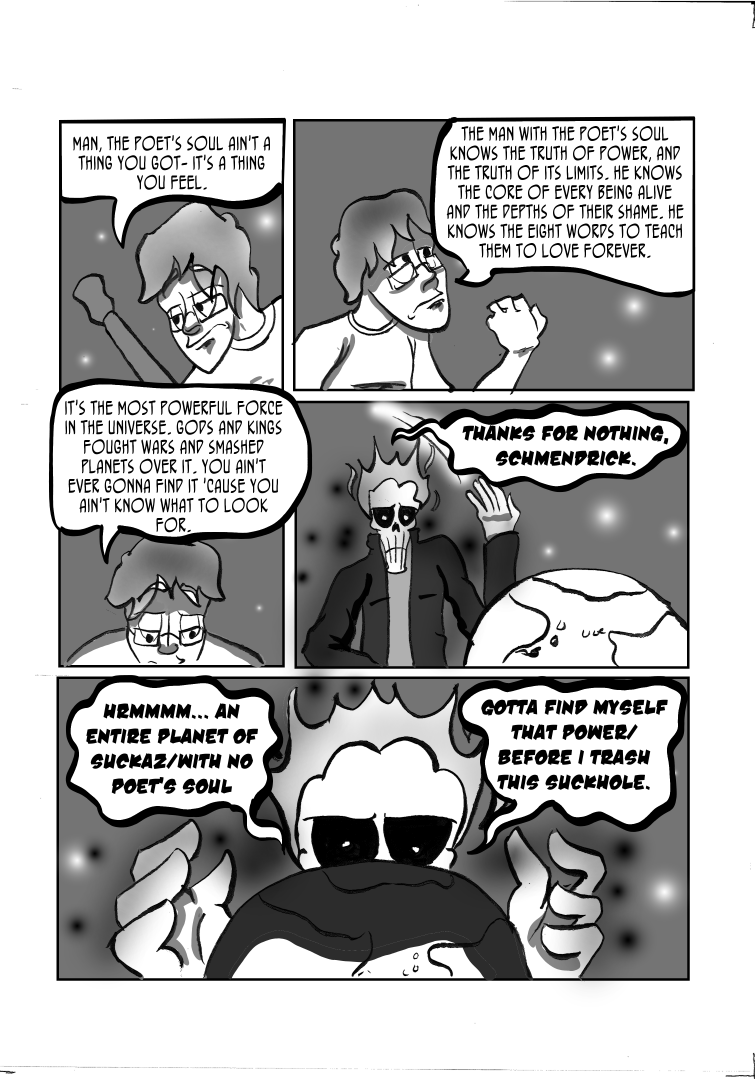 MAN, THE POET'S SOUL AIN'T A
THING YOU GOT- IT'S A THING
YOU FEEL.
THE MAN WITH THE POET'S SOUL
KNOWS THE TRUTH OF POWER, AND
THE TRUTH OF ITS LIMITS. HE KNOWS
THE CORE OF EVERY BEING ALIVE
AND THE DEPTHS OF THEIR SHAME. HE
KNOWS THE EIGHT WORDS TO TEACH
THEM TO LOVE FOREVER.
IT'S THE MOST POWERFUL FORCE
IN THE UNIVERSE. GODS AND KINGS
FOUGHT WARS AND SMASHED
PLANETS OVER IT. YOU AIN'T
EVER GONNA FIND IT 'CAUSE YOU
AIN'T KNOW WHAT TO LOOK
FOR.
THANKS FOR NOTHING,
SCHMENDRICK.
HRMMMM... AN
ENTIRE PLANET OF
SUCKAZ/WITH NO
POET'S SOUL
GOTTA FIND MYSELF
THAT POWER/
BEFORE I TRASH
THIS SUCKHOLE.